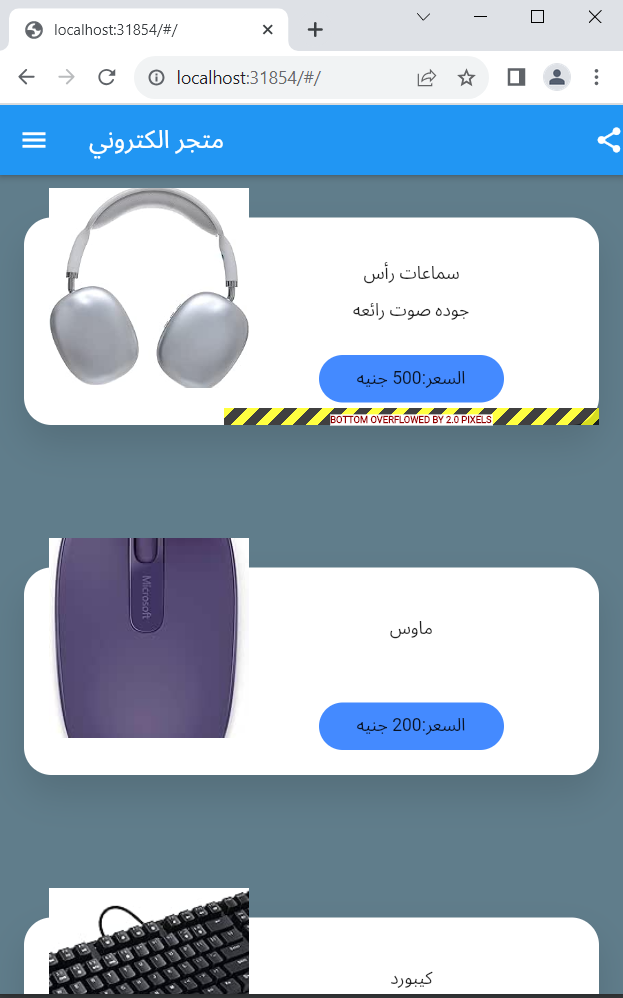 localhost:31854/#/
localhost:31854/#/
متجر الكتروني
سماعات رأس
جوده صوت رائعه
السعر:500 جنيه
BOTTOM OVERFLOWED BY 2.0 PIXELS
Microsoft
ماوس
السعر:200 جنيه
كيبورد